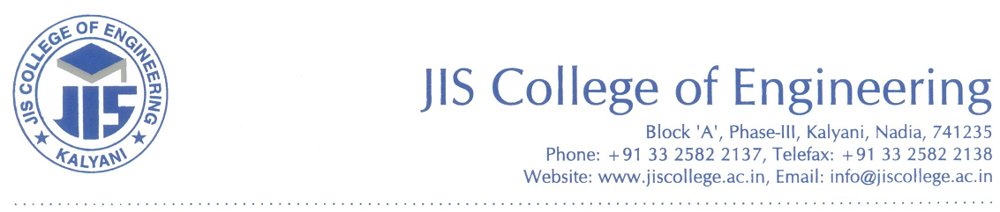 JIS COLLEGE OF ENGINEERING
JIS
KALYANI
JIS College of Engineering
Block 'A', Phase-III, Kalyani, Nadia, 741235
Phone: +91 33 2582 2137, Telefax: +91 33 2582 2138
Website: www.jiscollege.ac.in, Email: info@jiscollege.ac.in